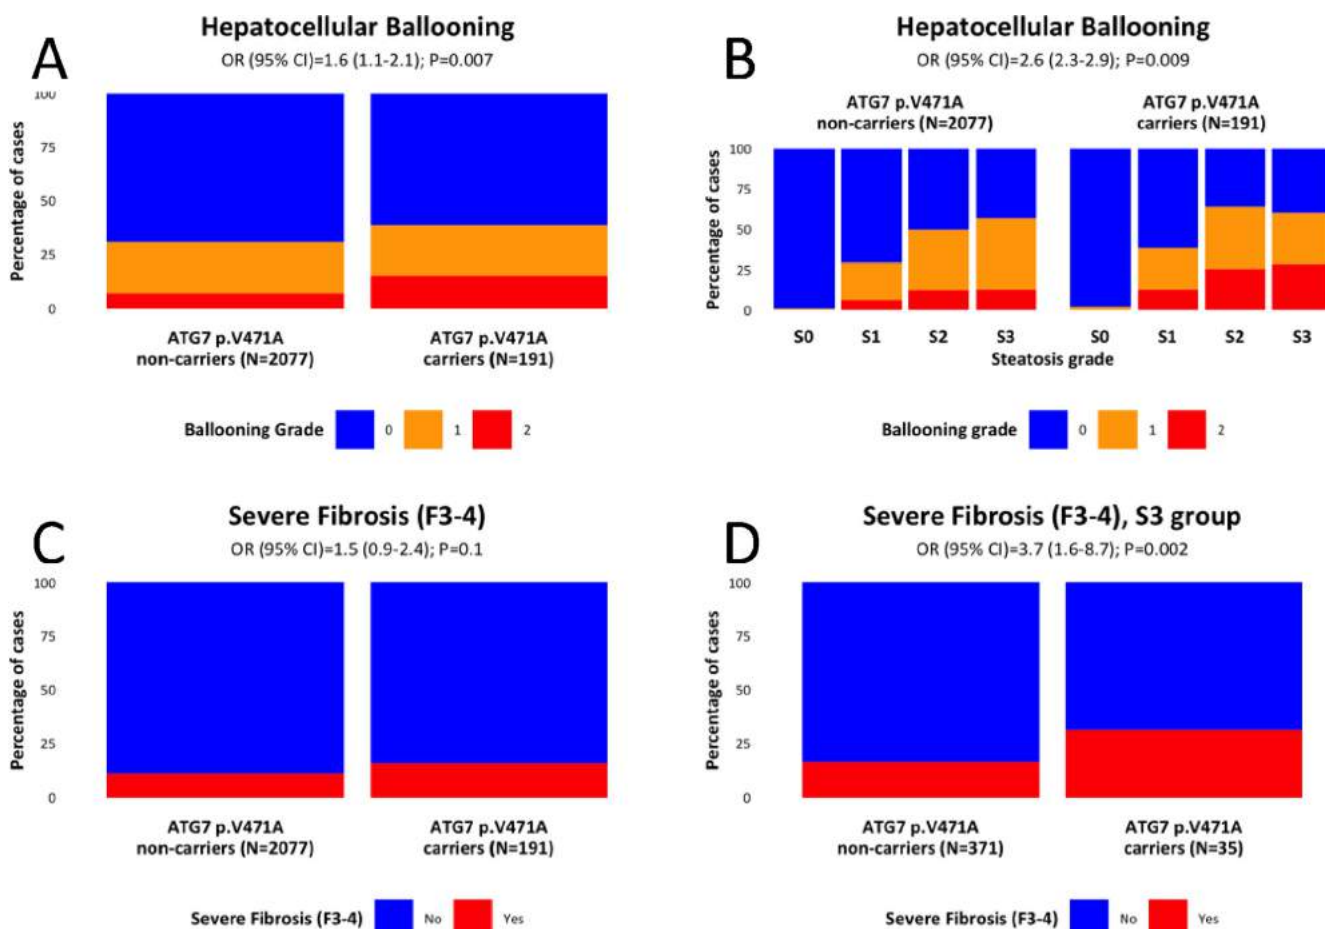 A
Hepatocellular Ballooning
OR (95% CI)=1.6 (1.1-2.1); P=0.007
Percentage of cases
100
75
50
25
0
ATG7 p.V471A
non-carriers (N=2077)
ATG7 p.V471A
carriers (N=191)
Ballooning Grade
0
1
2
B
Hepatocellular Ballooning
OR (95% CI)=2.6 (2.3-2.9); P=0.009
ATG7 p.V471A
non-carriers (N=2077)
ATG7 p.V471A
carriers (N=191)
Percentage of cases
100
75
50
25
0
S0 S1 S2 S3
S0 S1 S2 S3
Steatosis grade
Ballooning grade
0
1
2
C
Severe Fibrosis (F3-4)
OR (95% CI)=1.5 (0.9-2.4); P=0.1
Percentage of cases
100
75
50
25
0
ATG7 p.V471A
non-carriers (N=2077)
ATG7 p.V471A
carriers (N=191)
Severe Fibrosis (F3-4)
No
Yes
D
Severe Fibrosis (F3-4), S3 group
OR (95% CI)=3.7 (1.6-8.7); P=0.002
Percentage of cases
100
75
50
25
0
ATG7 p.V471A
non-carriers (N=371)
ATG7 p.V471A
carriers (N=35)
Severe Fibrosis (F3-4)
No
Yes